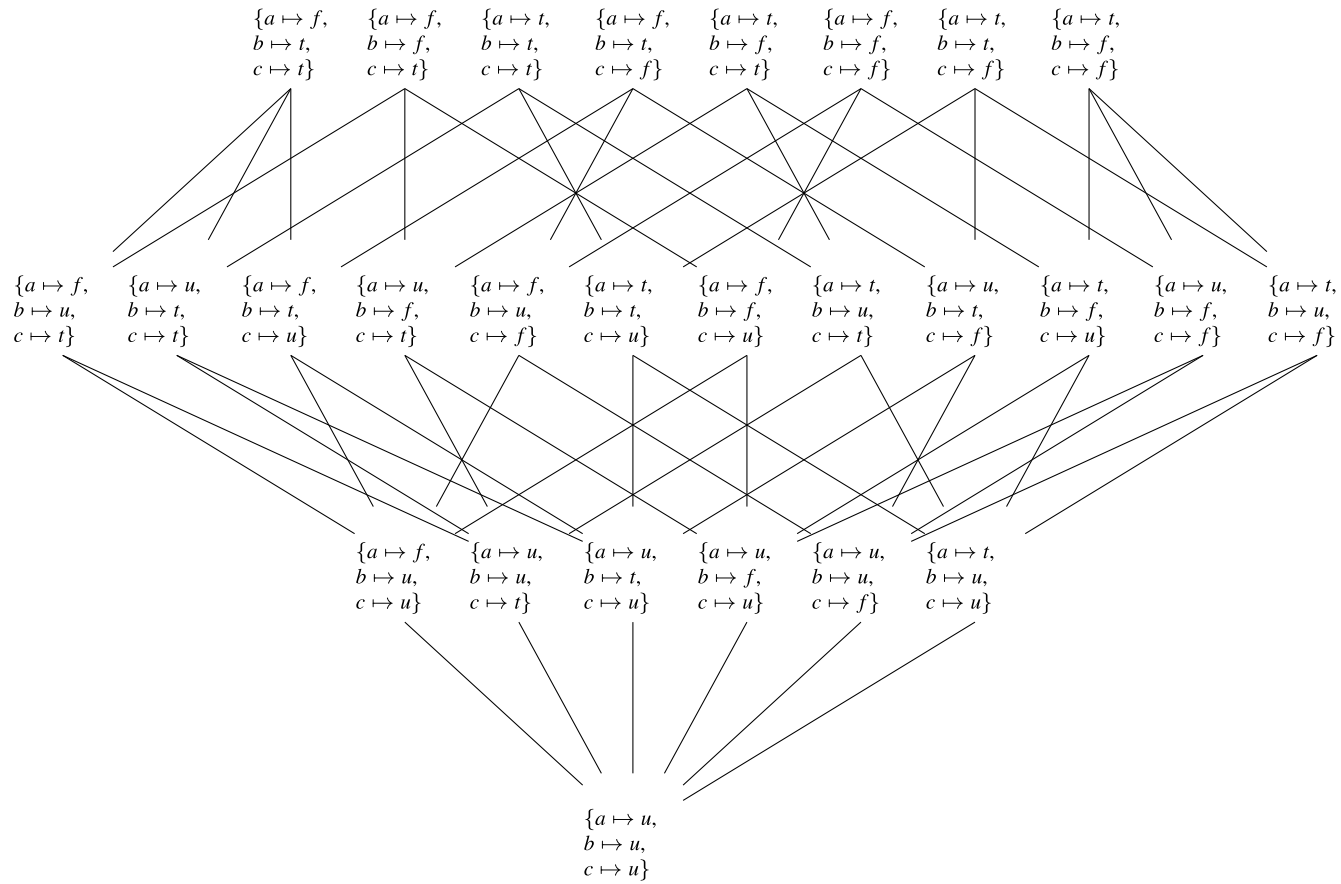 {a ↦ f, {a ↦ f, {a ↦ t, {a ↦ f, {a ↦ t, {a ↦ f, {a ↦ t, {a ↦ t,
b ↦ t, b ↦ f, b ↦ t, b ↦ t, b ↦ f, b ↦ f, b ↦ t, b ↦ f,
c ↦ t} c ↦ t} c ↦ t} c ↦ f} c ↦ t} c ↦ f} c ↦ f} c ↦ f}
{a ↦ f, {a ↦ u, {a ↦ f, {a ↦ u, {a ↦ f, {a ↦ t, {a ↦ f, {a ↦ t, {a ↦ u, {a ↦ t, {a ↦ u, {a ↦ t,
b ↦ u, b ↦ t, b ↦ t, b ↦ f, b ↦ u, b ↦ t, b ↦ f, b ↦ u, b ↦ t, b ↦ f, b ↦ f, b ↦ u,
c ↦ t} c ↦ t} c ↦ u} c ↦ t} c ↦ f} c ↦ u} c ↦ u} c ↦ t} c ↦ f} c ↦ u} c ↦ f} c ↦ f}
{a ↦ f, {a ↦ u, {a ↦ u, {a ↦ u, {a ↦ u, {a ↦ t,
b ↦ u, b ↦ u, b ↦ t, b ↦ f, b ↦ u, b ↦ u,
c ↦ u} c ↦ t} c ↦ u} c ↦ u} c ↦ f} c ↦ u}
{a ↦ u,
b ↦ u,
c ↦ u}